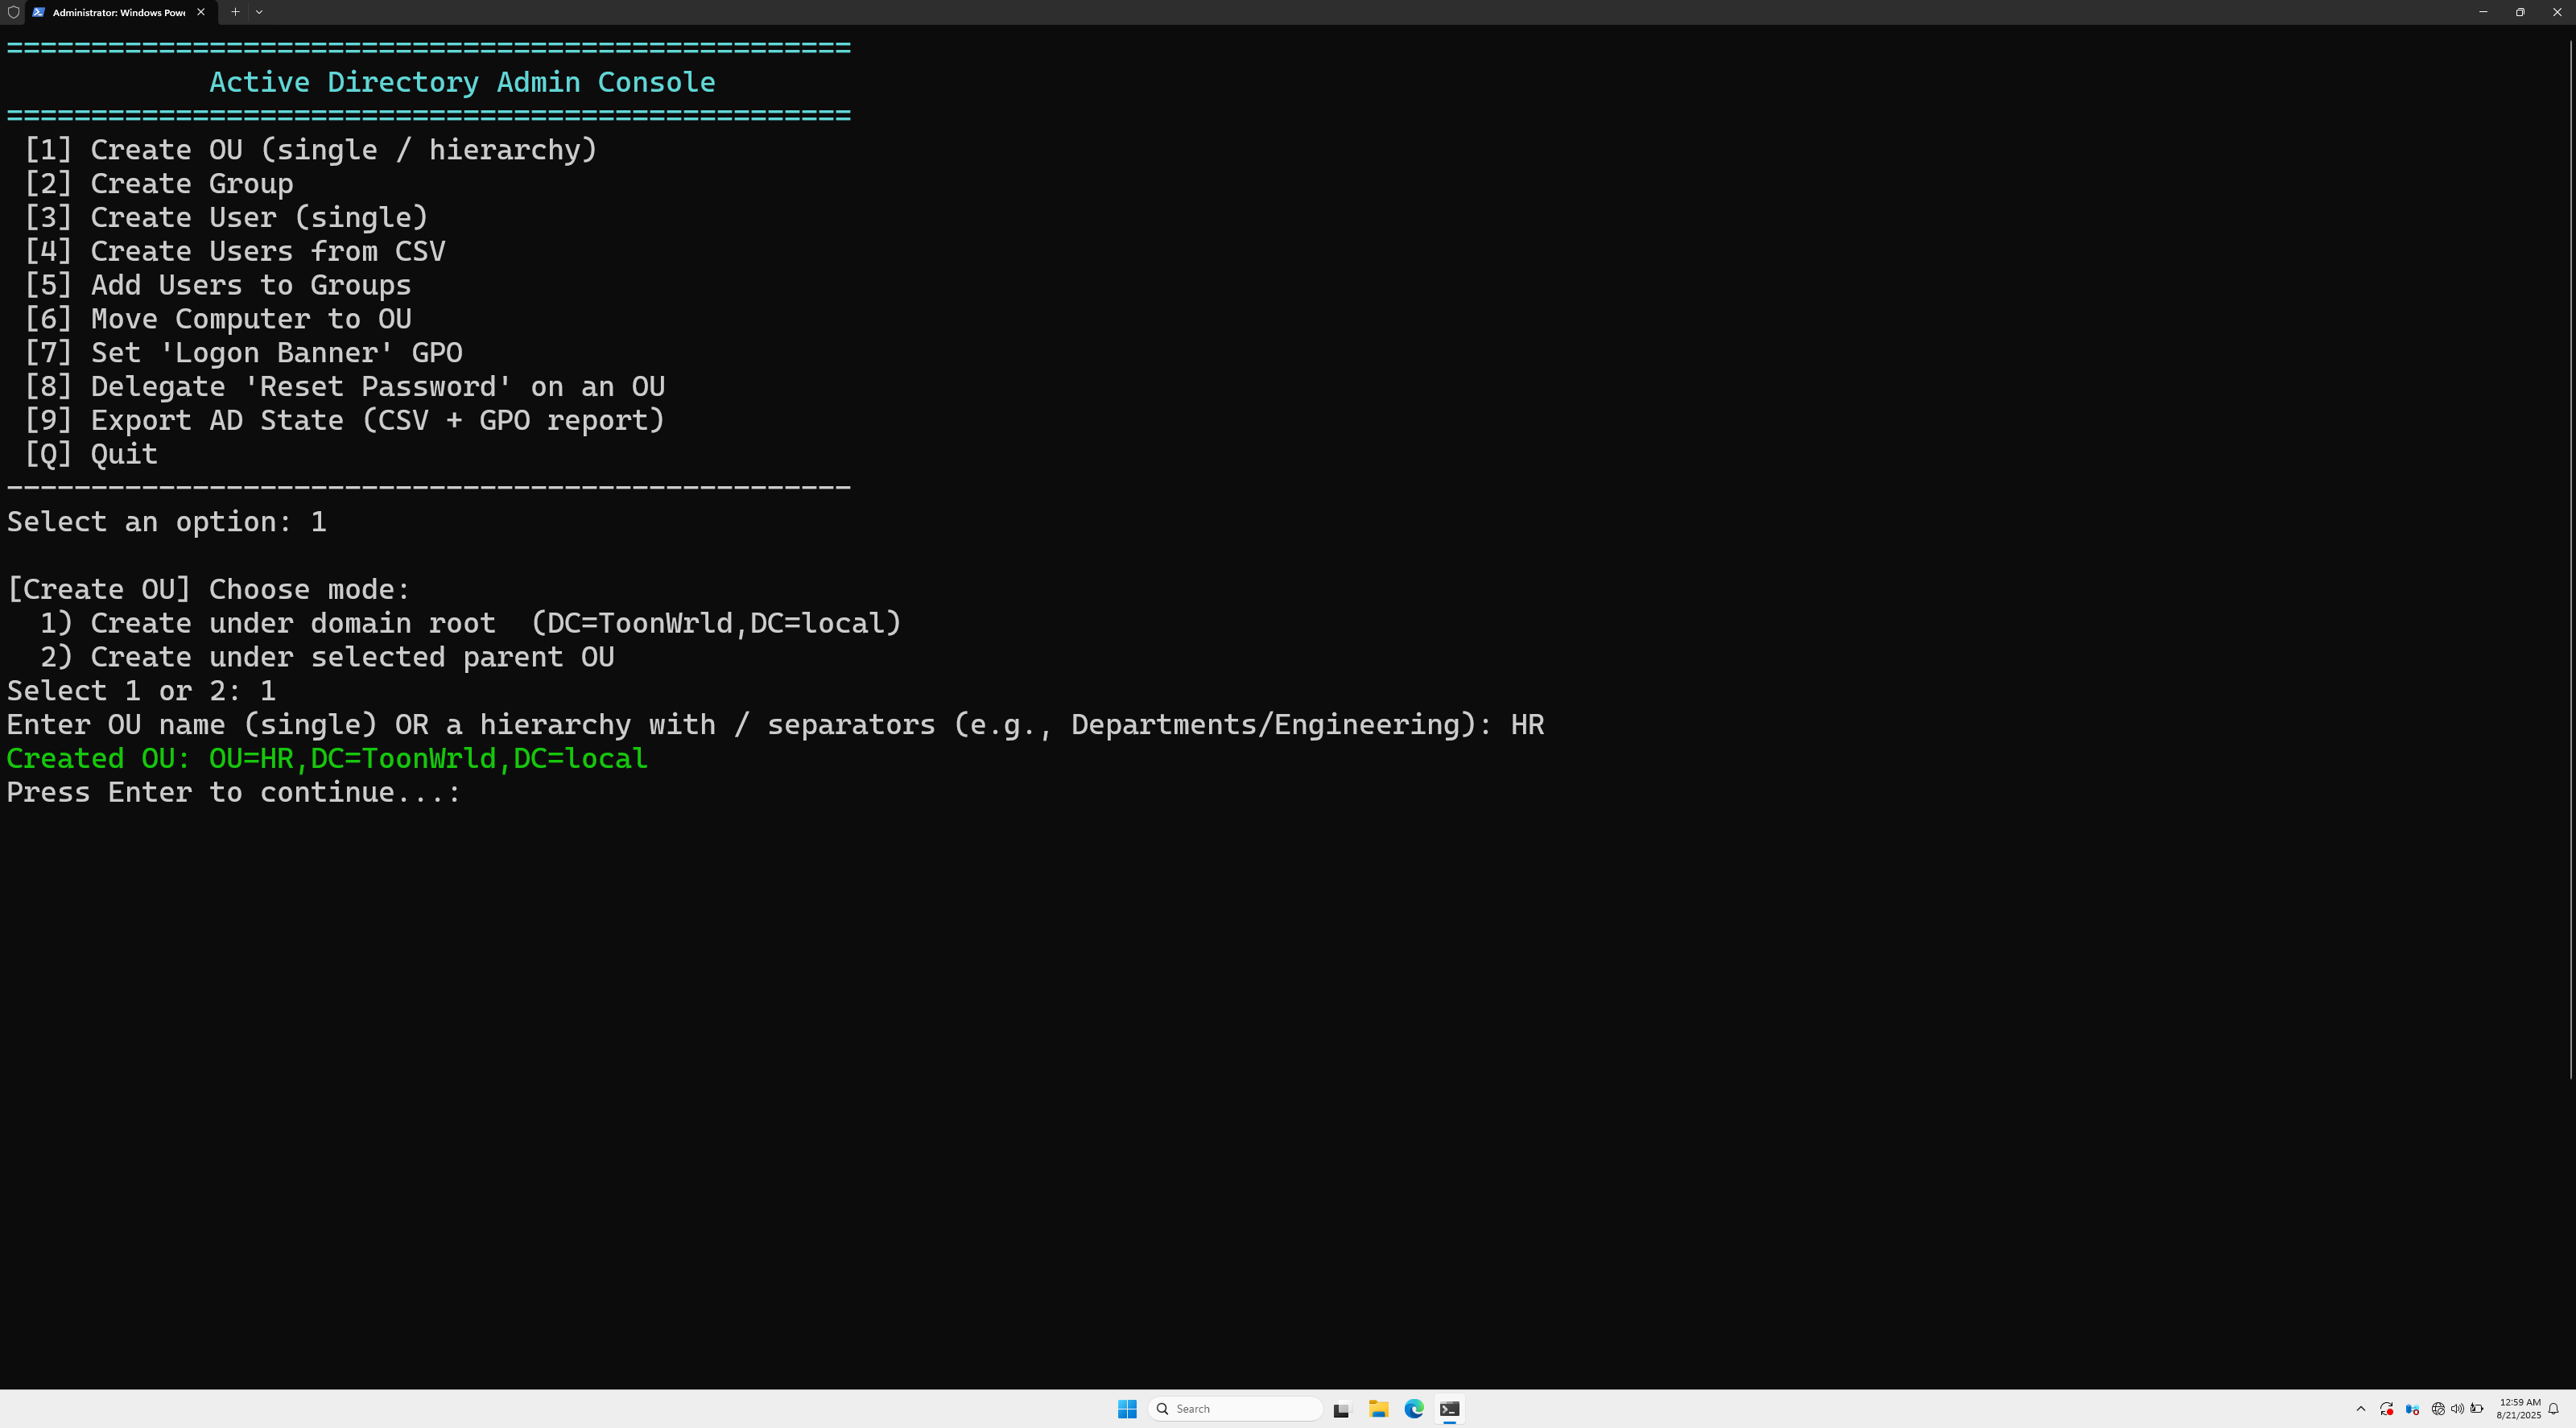 Administrator: Windows Pow
==================================================
Active Directory Admin Console
==================================================
[1] Create OU (single / hierarchy)
[2] Create Group
[3] Create User (single)
[4] Create Users from CSV
[5] Add Users to Groups
[6] Move Computer to OU
[7] Set 'Logon Banner' GPO
[8] Delegate 'Reset Password' on an OU
[9] Export AD State (CSV + GPO report)
[Q] Quit
--------------------------------------------------
Select an option: 1
[Create OU] Choose mode:
1) Create under domain root  (DC=ToonWrld,DC=local)
2) Create under selected parent OU
Select 1 or 2: 1
Enter OU name (single) OR a hierarchy with / separators (e.g., Departments/Engineering): HR
Created OU: OU=HR,DC=ToonWrld,DC=local
Press Enter to continue...:
Search
12:59 AM
8/21/2025